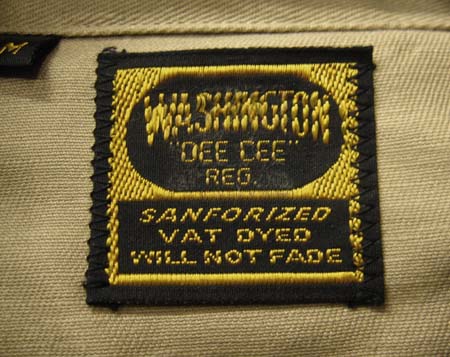 M
WASHINGTON
"DEE CEE"
REG.
SANFORIZED
VAT DYED
WILL NOT FADE